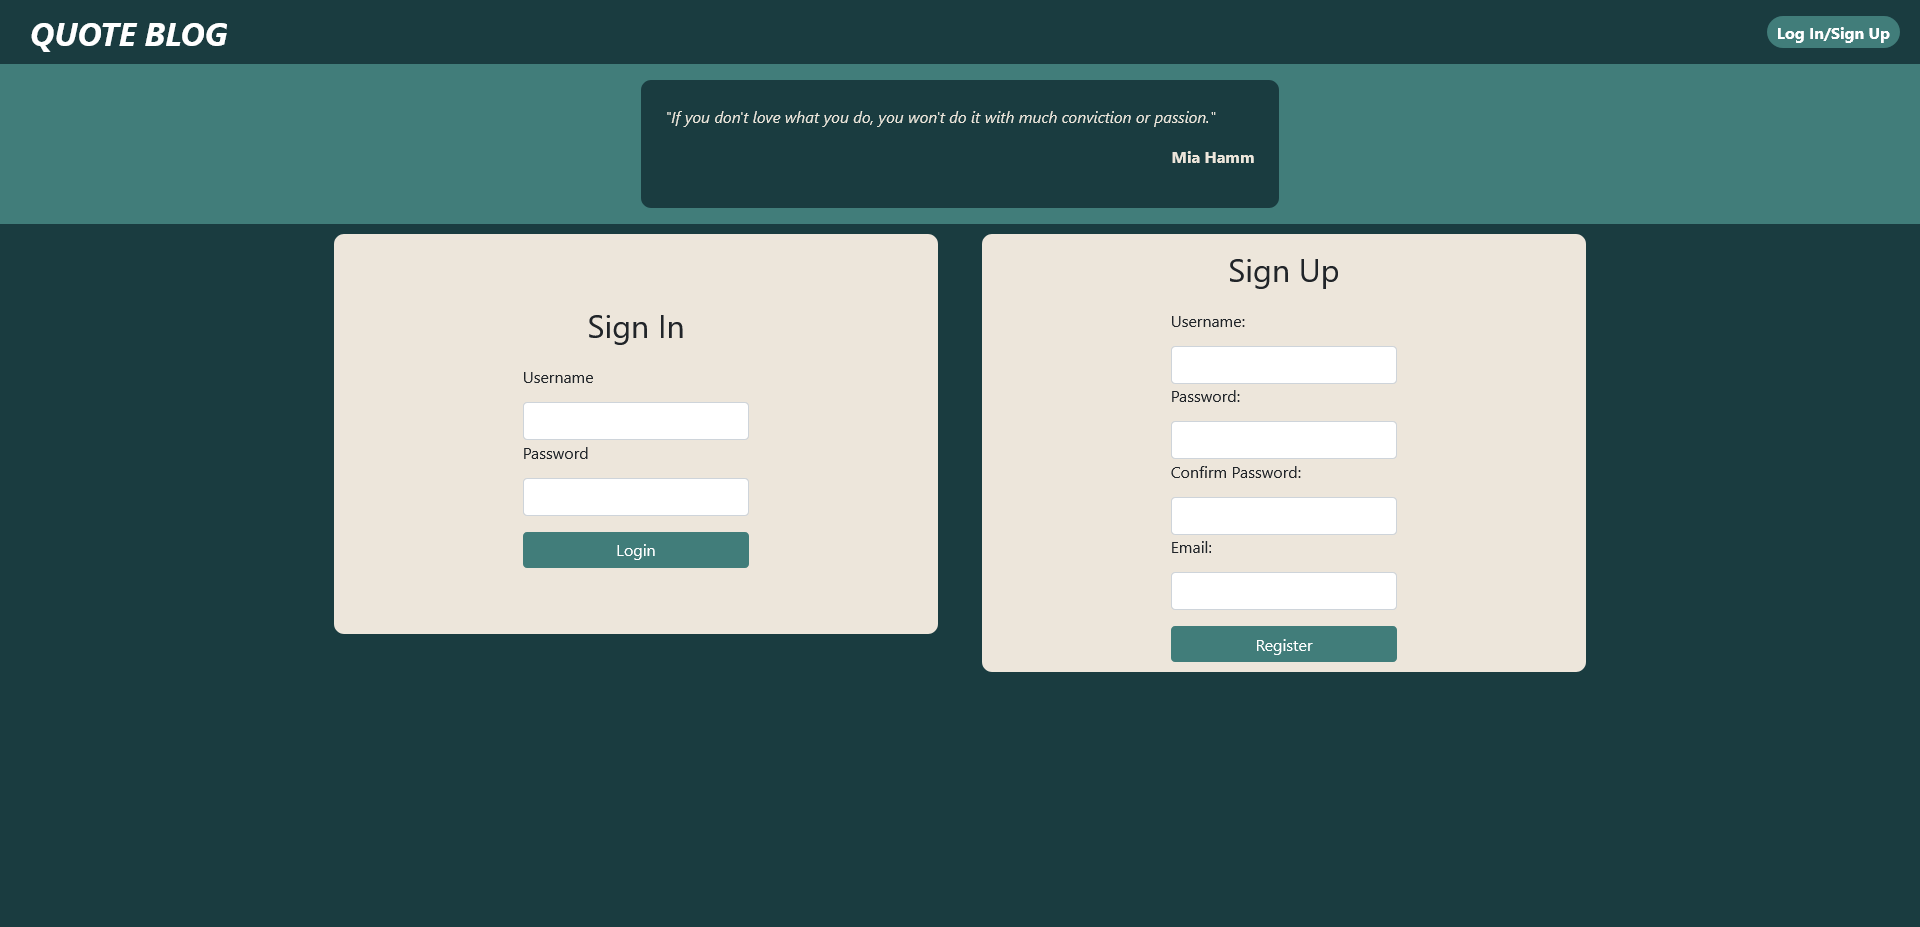 QUOTE BLOG
Log In/Sign Up
"If you don't love what you do, you won't do it with much conviction or passion."
Mia Hamm
Sign In
Username
Password
Login
Sign Up
Username:
Password:
Confirm Password:
Email:
Register